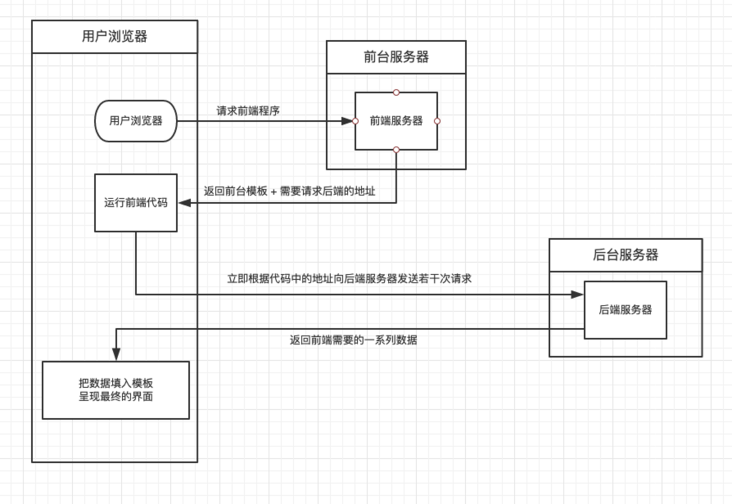 用户浏览器
前台服务器
用户浏览器
请求前端程序
前端服务器
运行前端代码
返回前台模板 + 需要请求后端的地址
后台服务器
立即根据代码中的地址向后端服务器发送若干次请求
后端服务器
返回前端需要的一系列数据
把数据填入模板
呈现最终的界面